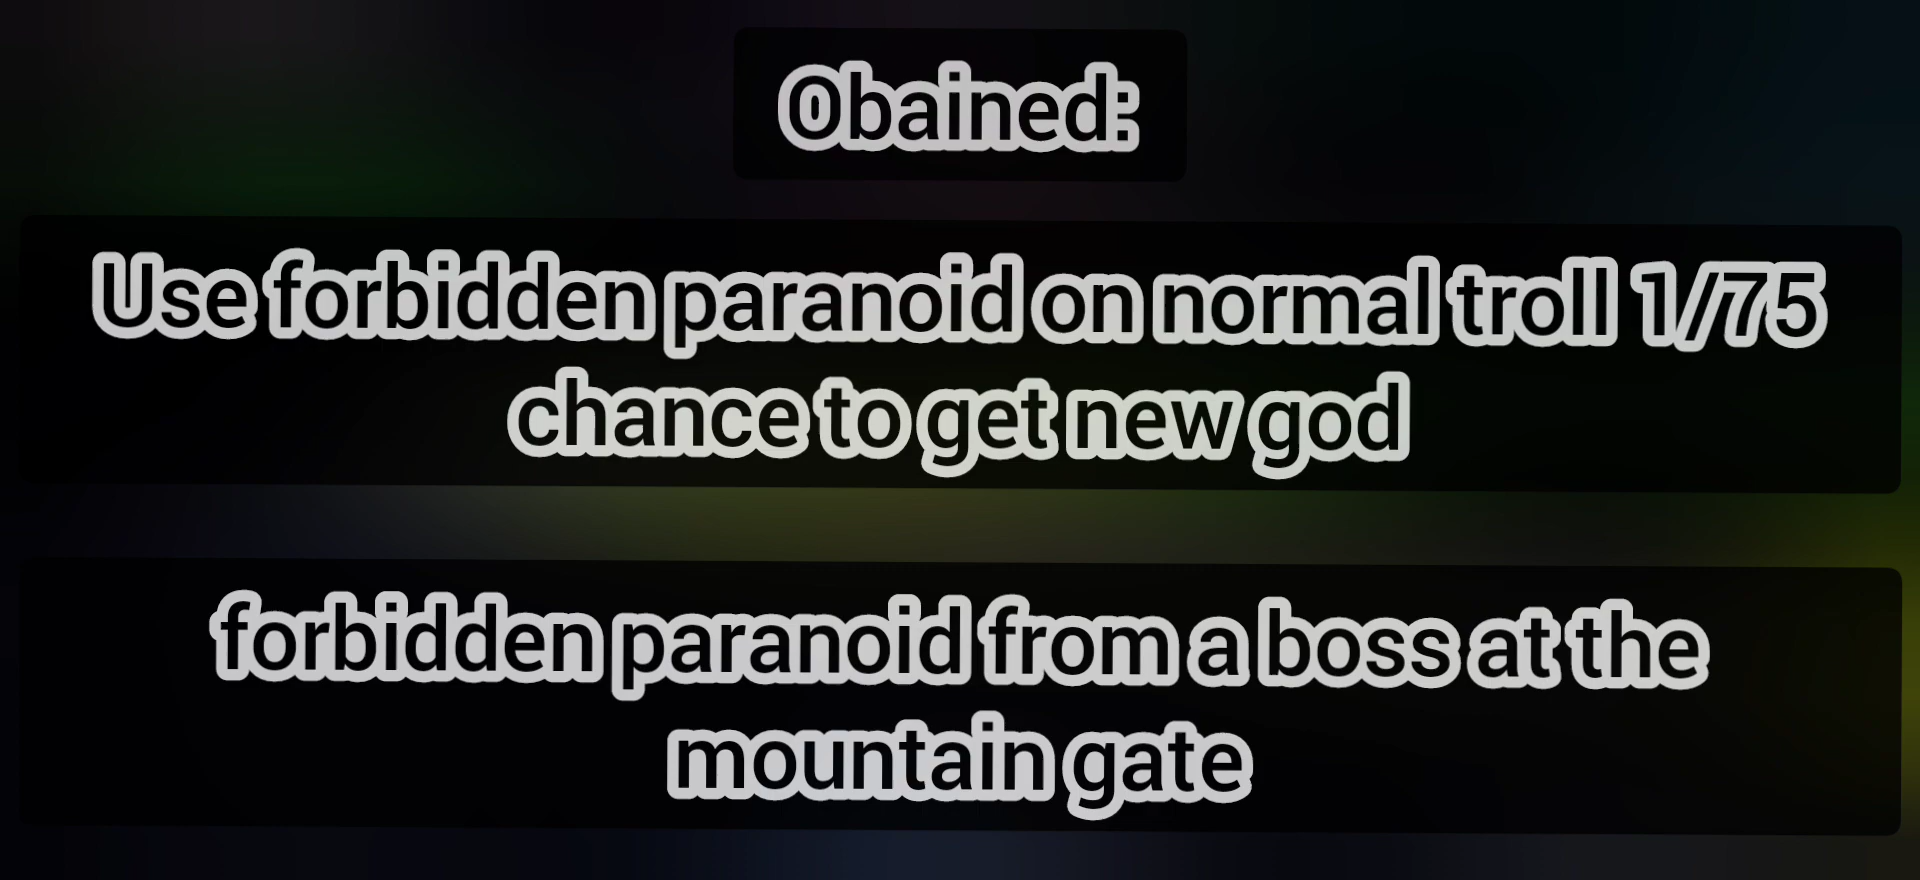 Obained:
Use forbidden paranoid on normal troll 1/75
chance to get new god
forbidden paranoid from a boss at the
mountain gate